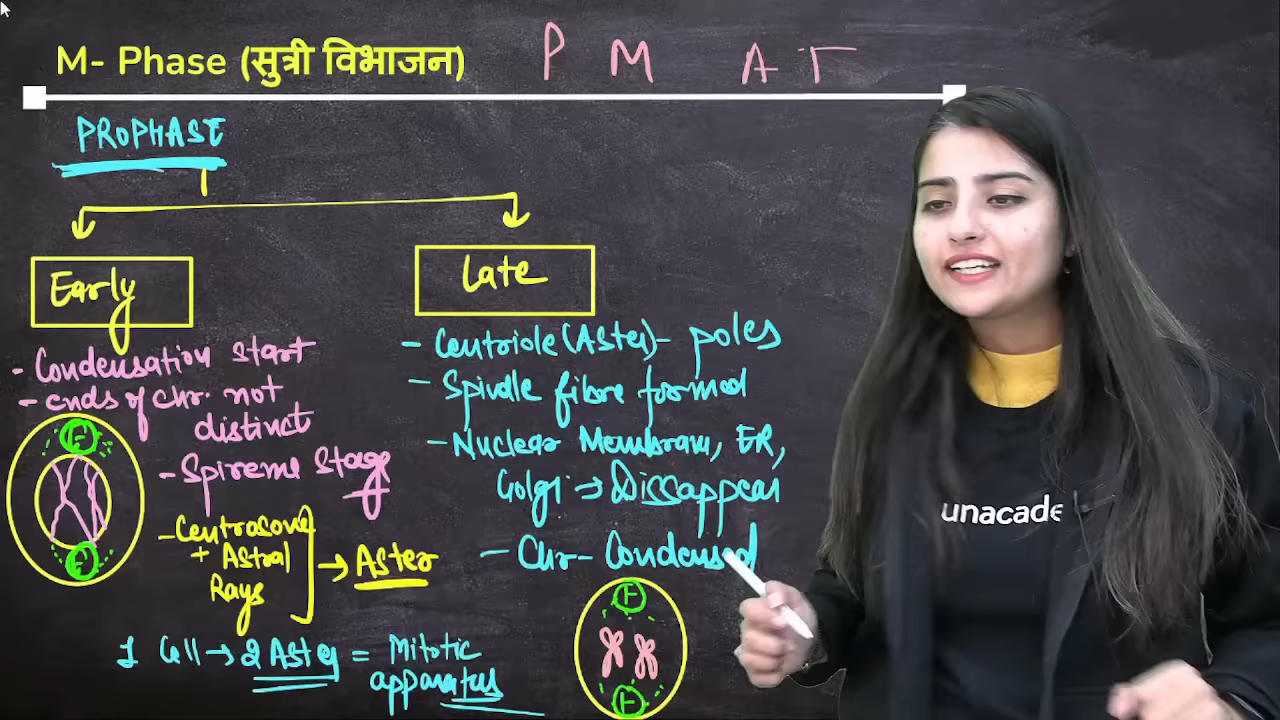 M- Phase (सुत्री विभाजन)
P M A T
PROPHASE
Early
- Condensation start
- ends of chr. not
distinct
- Spireme stage
- Centrosome
+ Astral
Rays
→ Aster
1 Cell → 2 Aster = Mitotic
apparatus
Late
- Centriole (Aster) - poles
- Spindle fibre formed
- Nuclear Membrane, ER,
Golgi → Dissappear
- Chr - Condensed
unacade